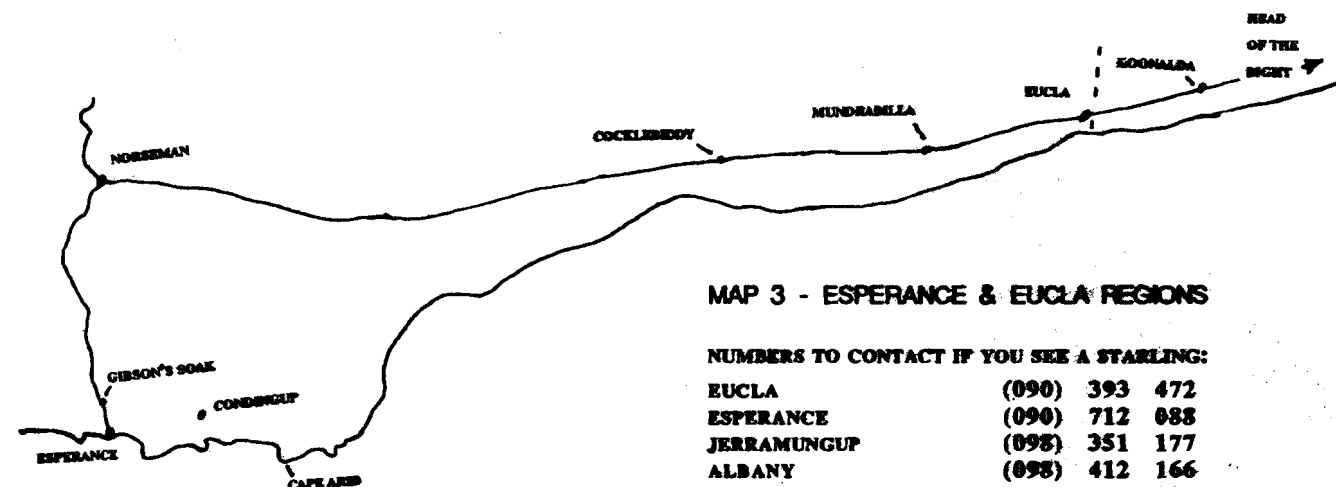 HEAD
OF THE
BIGHT
KOONALDA
EUCLA
MUNDRABILLA
COCKLEBIDDY
NORSEMAN
MAP 3 - ESPERANCE & EUCLA REGIONS
NUMBERS TO CONTACT IF YOU SEE A STARLING:
EUCLA (090) 393 472
ESPERANCE (090) 712 088
JERRAMUNGUP (098) 351 177
ALBANY (098) 412 166
GIBSON'S SOAK
CONDINGUP
ESPERANCE
CAPE ARID